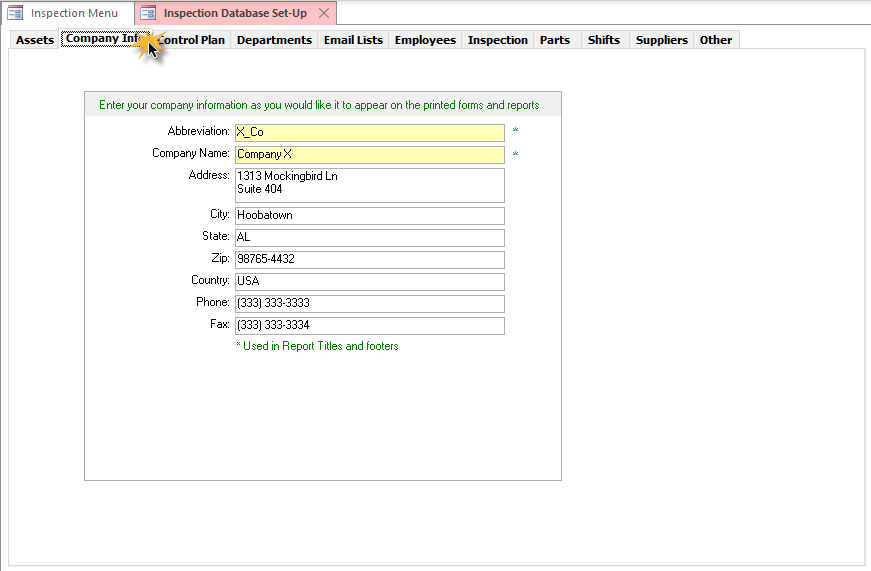 Inspection Menu Inspection Database Set-Up
Assets Company Control Plan Departments Email Lists Employees Inspection Parts Shifts Suppliers Other
Enter your company information as you would like it to appear on the printed forms and reports
Abbreviation: X_Co *
Company Name: Company X *
Address: 1313 Mockingbird Ln
Suite 404
City: Hoobatown
State: AL
Zip: 98765-4432
Country: USA
Phone: (333) 333-3333
Fax: (333) 333-3334
* Used in Report Titles and footers